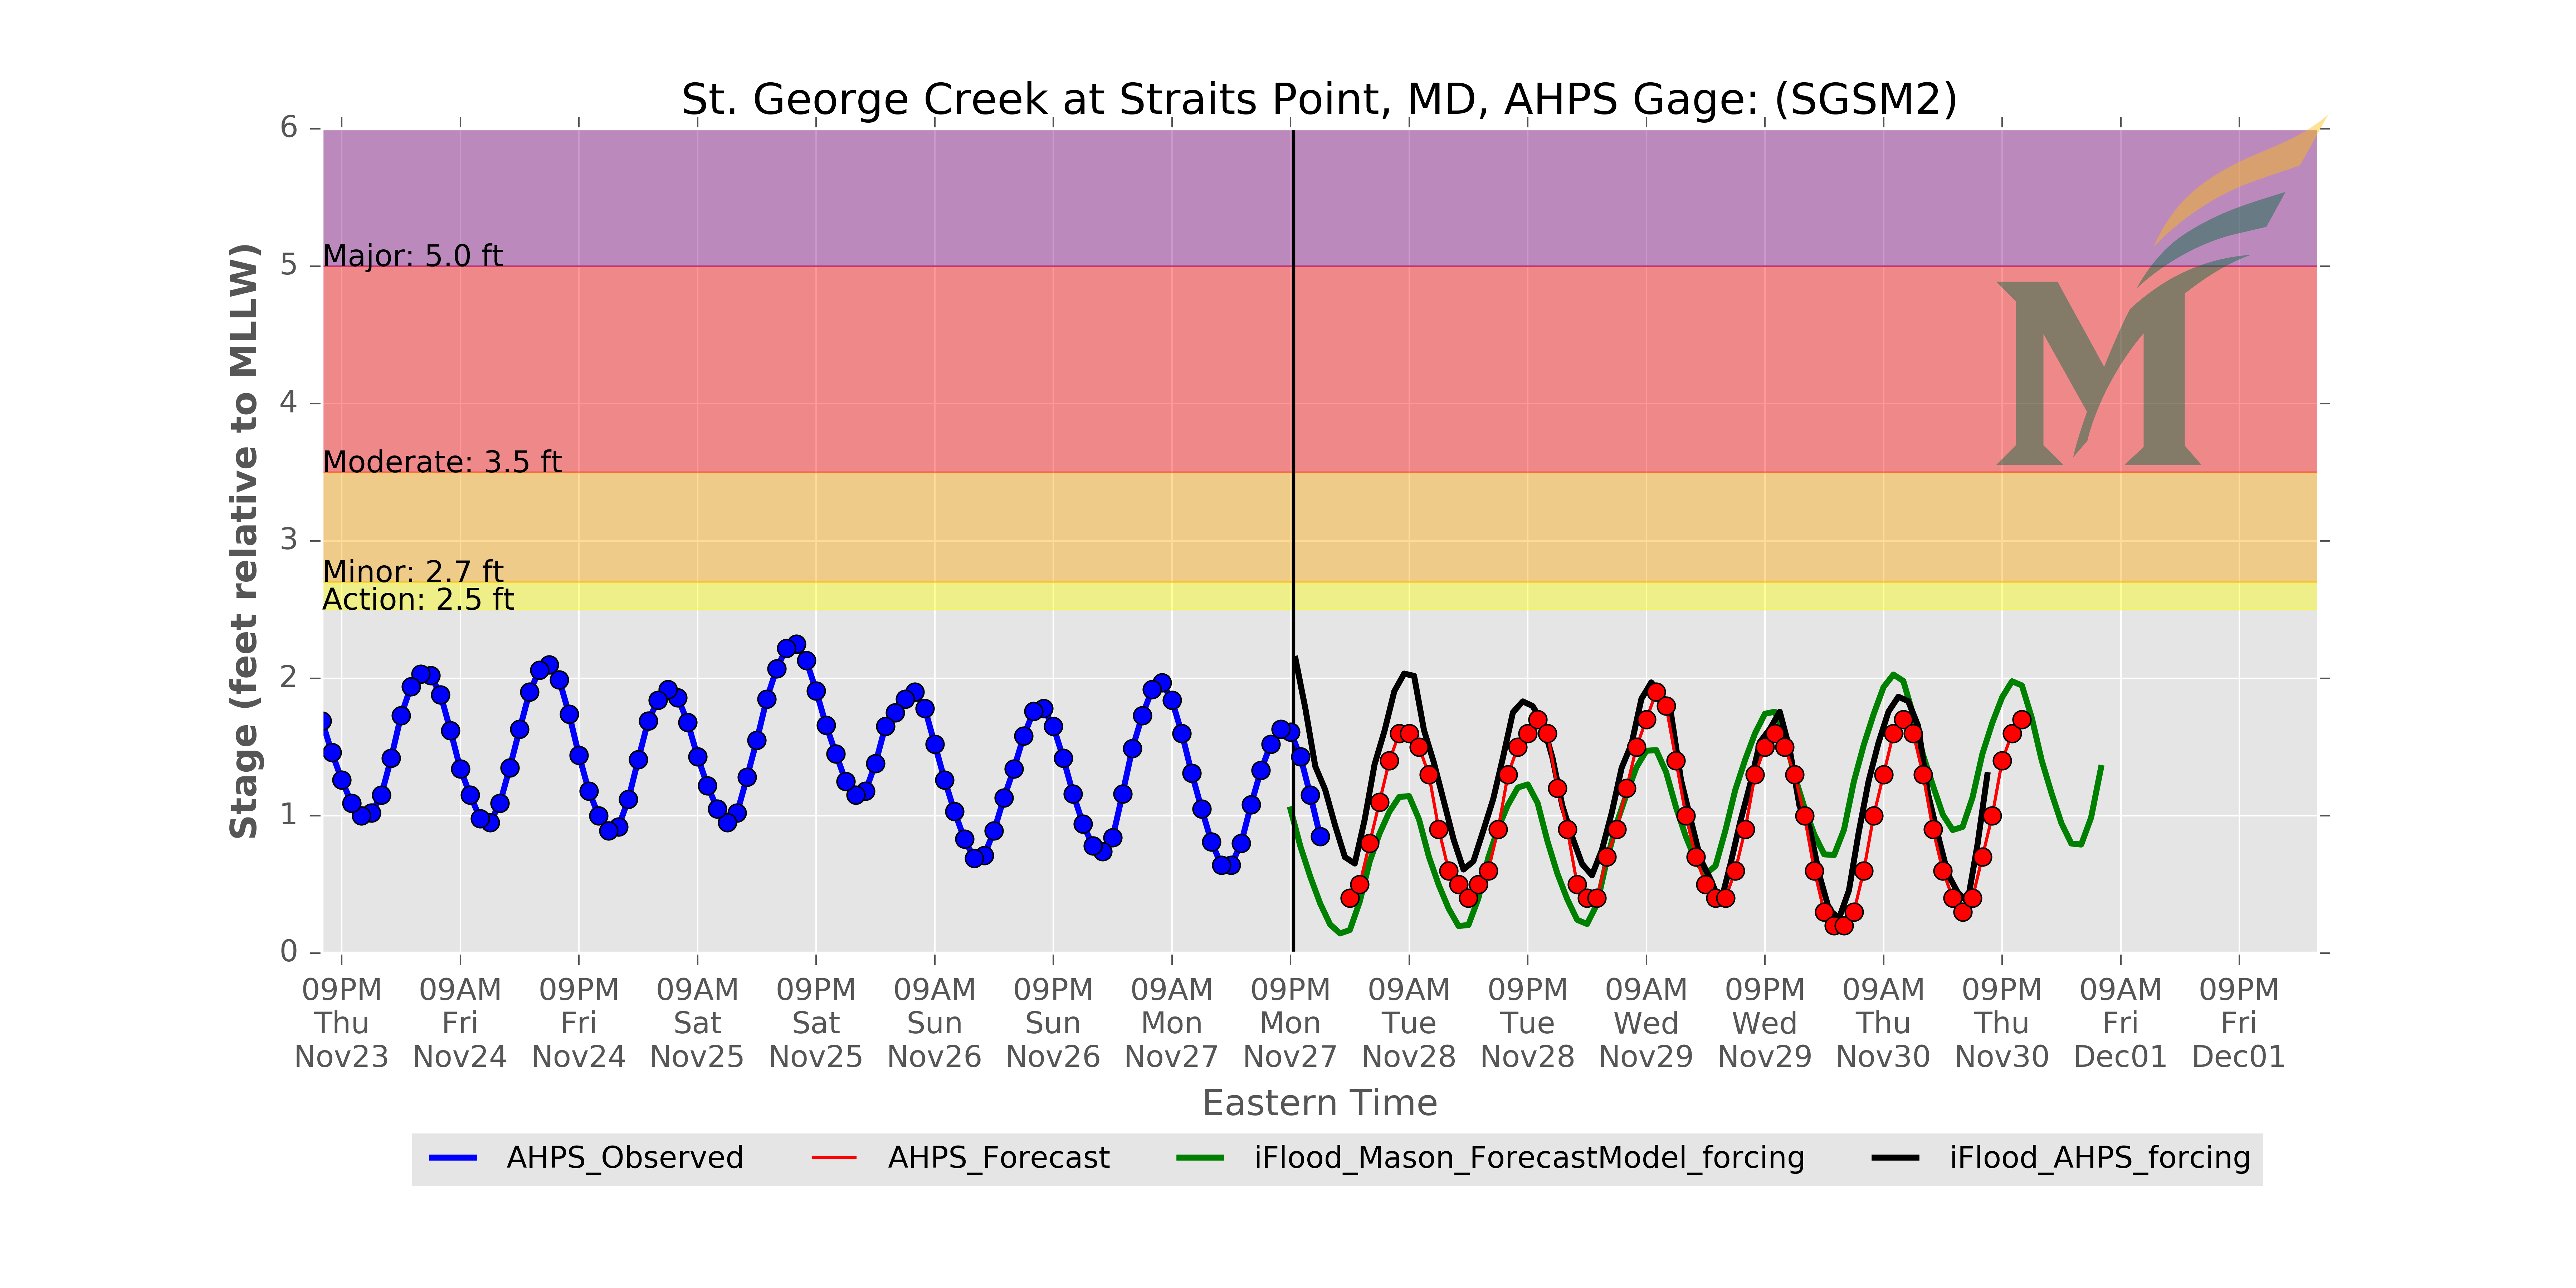 St. George Creek at Straits Point, MD, AHPS Gage: (SGSM2)
Stage (feet relative to MLLW)
6
5
4
3
2
1
0
Major: 5.0 ft
Moderate: 3.5 ft
Minor: 2.7 ft
Action: 2.5 ft
M
09PM 09AM 09PM 09AM 09PM 09AM 09PM 09AM 09PM 09AM 09PM 09AM 09PM 09AM 09PM 09AM 09PM
Thu Fri Fri Sat Sat Sun Sun Mon Mon Tue Tue Wed Wed Thu Thu Fri Fri
Nov23 Nov24 Nov24 Nov25 Nov25 Nov26 Nov26 Nov27 Nov27 Nov28 Nov28 Nov29 Nov29 Nov30 Nov30 Dec01 Dec01
Eastern Time
AHPS_Observed AHPS_Forecast iFlood_Mason_ForecastModel_forcing iFlood_AHPS_forcing